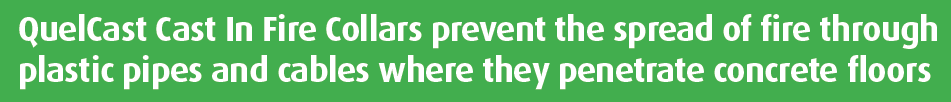 QuelCast Cast In Fire Collars prevent the spread of fire through
plastic pipes and cables where they penetrate concrete floors